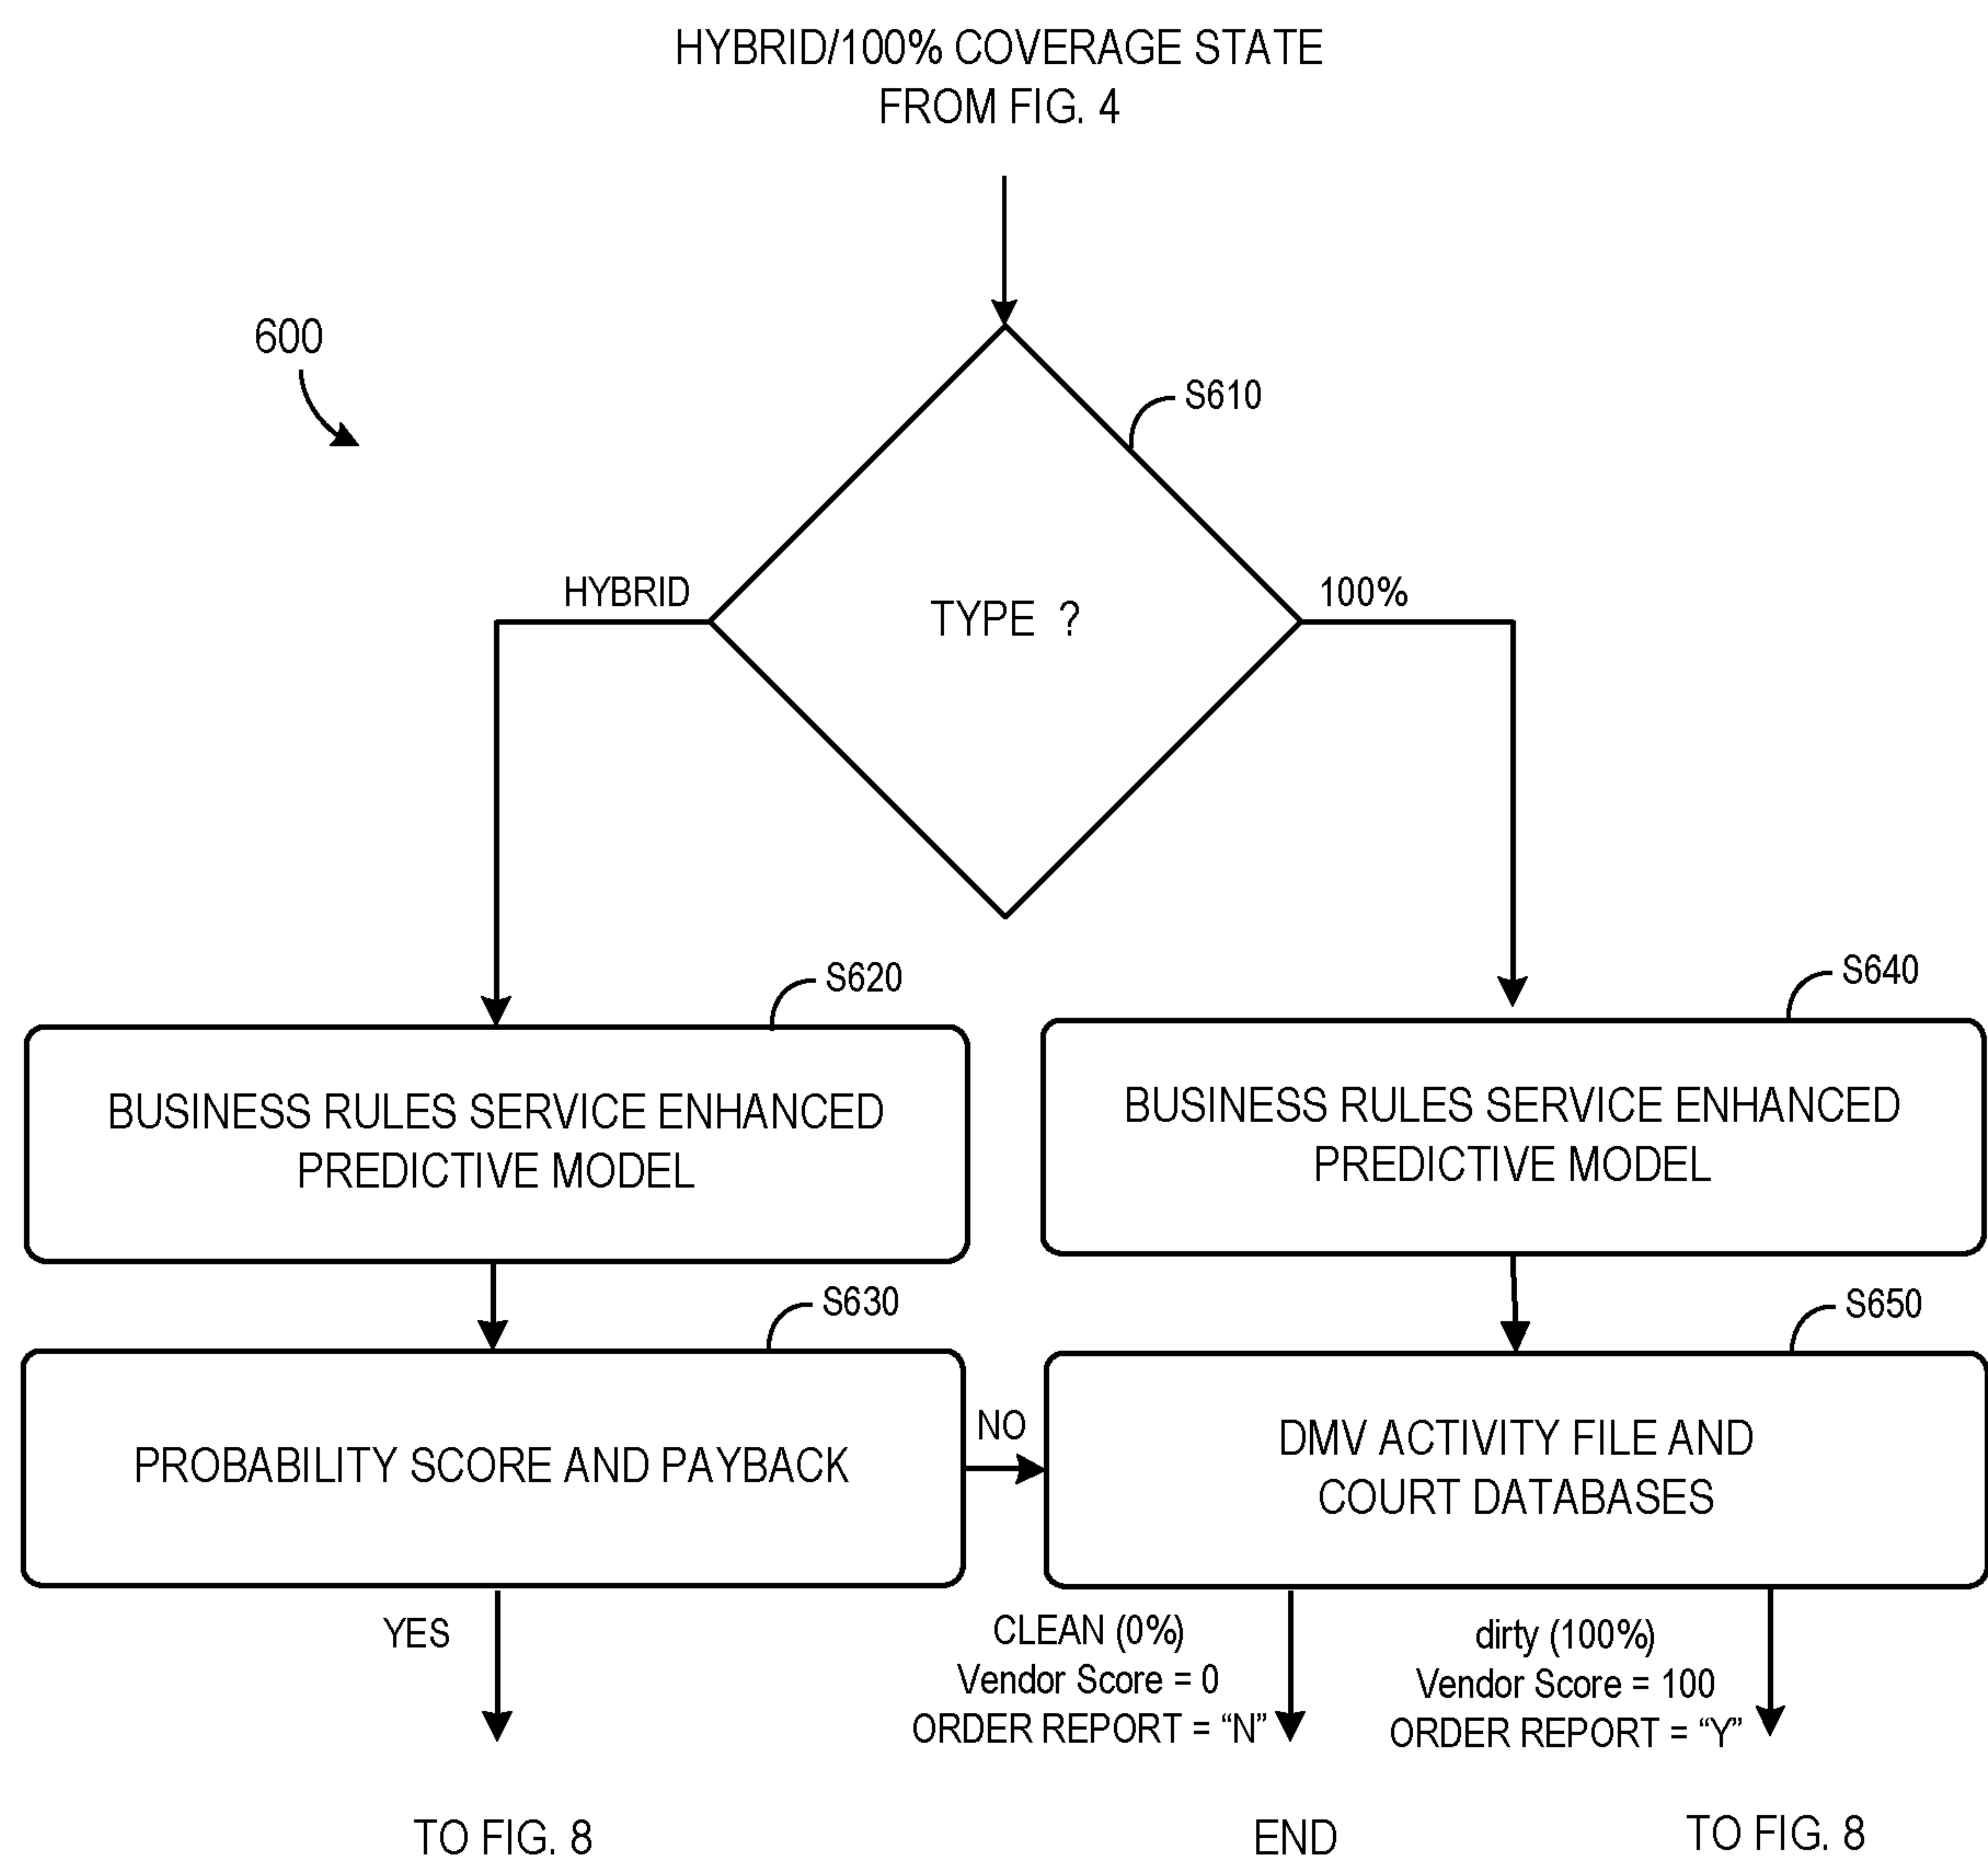 HYBRID/100% COVERAGE STATE
FROM FIG. 4
600
S610
HYBRID
TYPE ?
100%
S620
S640
BUSINESS RULES SERVICE ENHANCED
PREDICTIVE MODEL
BUSINESS RULES SERVICE ENHANCED
PREDICTIVE MODEL
S630
S650
PROBABILITY SCORE AND PAYBACK
NO
DMV ACTIVITY FILE AND
COURT DATABASES
YES
CLEAN (0%)
Vendor Score = 0
ORDER REPORT = “N”
dirty (100%)
Vendor Score = 100
ORDER REPORT = “Y”
TO FIG. 8
END
TO FIG. 8